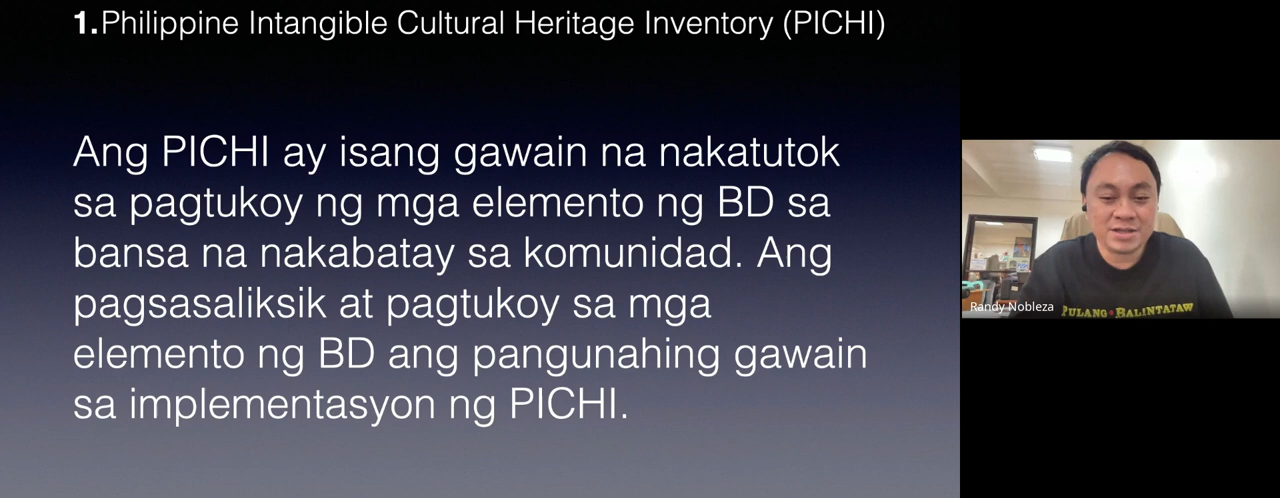 1.Philippine Intangible Cultural Heritage Inventory (PICHI)
Ang PICHI ay isang gawain na nakatutok
sa pagtukoy ng mga elemento ng BD sa
bansa na nakabatay sa komunidad. Ang
pagsasaliksik at pagtukoy sa mga
elemento ng BD ang pangunahing gawain
sa implementasyon ng PICHI.
Randy Nobleza
PULANG BALINTATAW